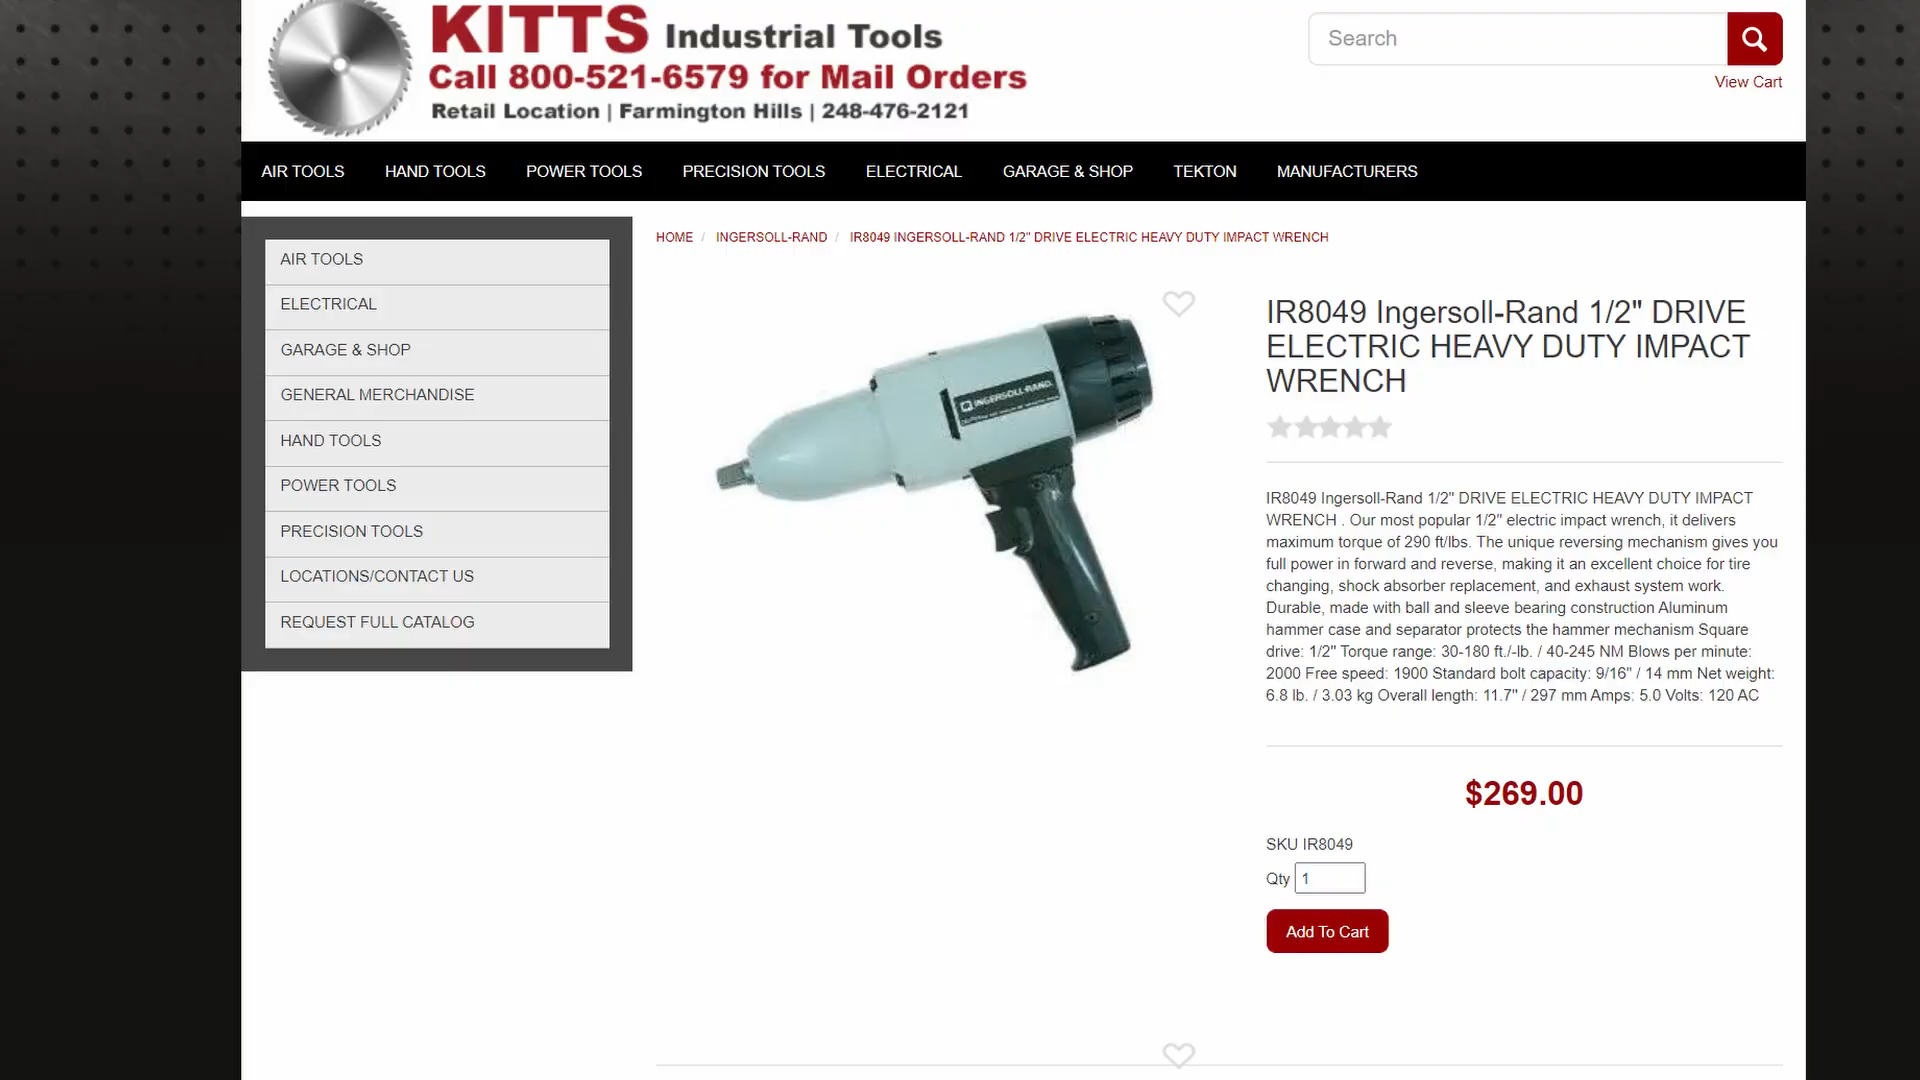 KITTS Industrial Tools
Call 800-521-6579 for Mail Orders
Retail Location | Farmington Hills | 248-476-2121
Search
View Cart
AIR TOOLS HAND TOOLS POWER TOOLS PRECISION TOOLS ELECTRICAL GARAGE & SHOP TEKTON MANUFACTURERS
AIR TOOLS
ELECTRICAL
GARAGE & SHOP
GENERAL MERCHANDISE
HAND TOOLS
POWER TOOLS
PRECISION TOOLS
LOCATIONS/CONTACT US
REQUEST FULL CATALOG
HOME / INGERSOLL-RAND / IR8049 INGERSOLL-RAND 1/2" DRIVE ELECTRIC HEAVY DUTY IMPACT WRENCH
INGERSOLL-RAND.
IR8049 Ingersoll-Rand 1/2" DRIVE
ELECTRIC HEAVY DUTY IMPACT
WRENCH
IR8049 Ingersoll-Rand 1/2" DRIVE ELECTRIC HEAVY DUTY IMPACT
WRENCH . Our most popular 1/2" electric impact wrench, it delivers
maximum torque of 290 ft/lbs. The unique reversing mechanism gives you
full power in forward and reverse, making it an excellent choice for tire
changing, shock absorber replacement, and exhaust system work.
Durable, made with ball and sleeve bearing construction Aluminum
hammer case and separator protects the hammer mechanism Square
drive: 1/2" Torque range: 30-180 ft./-lb. / 40-245 NM Blows per minute:
2000 Free speed: 1900 Standard bolt capacity: 9/16" / 14 mm Net weight:
6.8 lb. / 3.03 kg Overall length: 11.7" / 297 mm Amps: 5.0 Volts: 120 AC
$269.00
SKU IR8049
Qty 1
Add To Cart